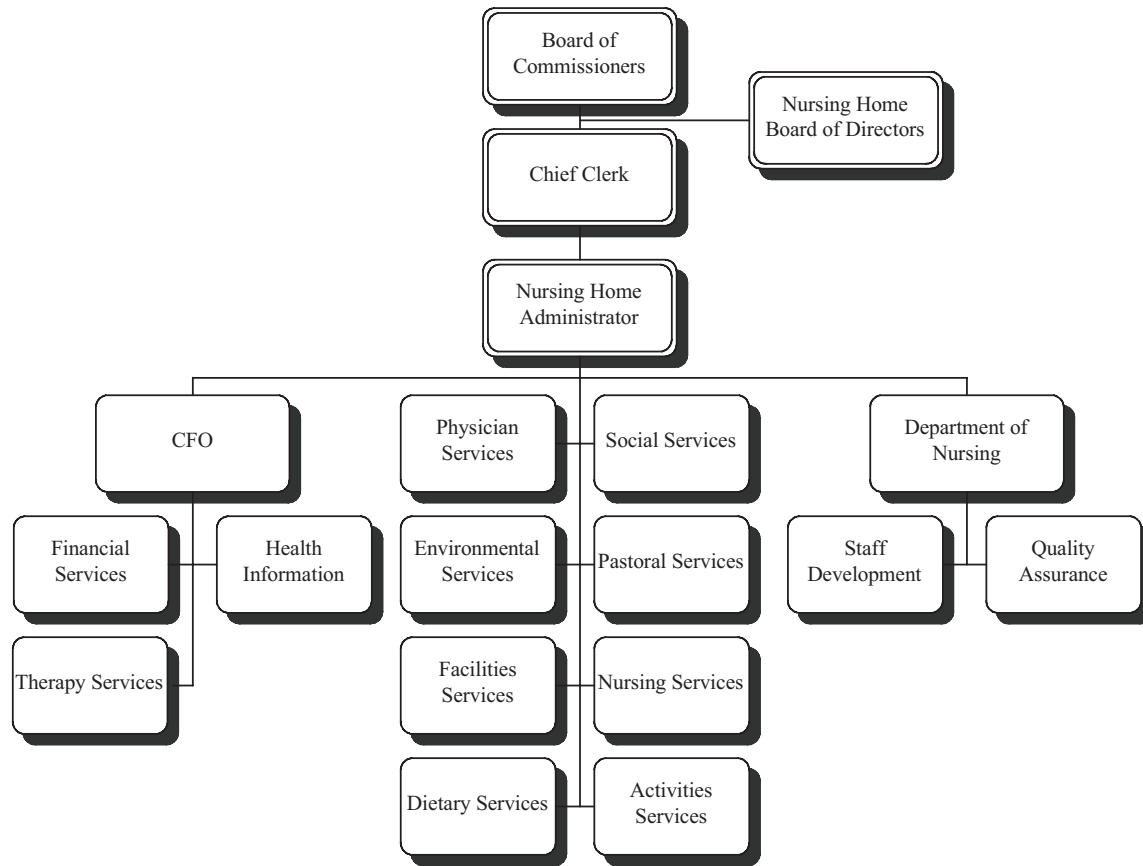 Board of
Commissioners
Nursing Home
Board of Directors
Chief Clerk
Nursing Home
Administrator
CFO
Physician
Services
Social Services
Department of
Nursing
Financial
Services
Health
Information
Environmental
Services
Pastoral Services
Staff
Development
Quality
Assurance
Therapy Services
Facilities
Services
Nursing Services
Dietary Services
Activities
Services